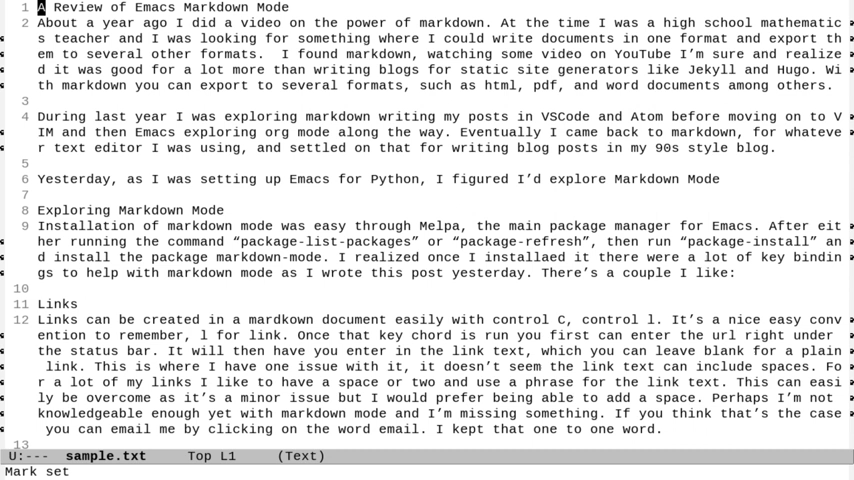 1 A Review of Emacs Markdown Mode
2 About a year ago I did a video on the power of markdown. At the time I was a high school mathematic
s teacher and I was looking for something where I could write documents in one format and export th
em to several other formats.  I found markdown, watching some video on YouTube I’m sure and realize
d it was good for a lot more than writing blogs for static site generators like Jekyll and Hugo. Wi
th markdown you can export to several formats, such as html, pdf, and word documents among others.
3
4 During last year I was exploring markdown writing my posts in VSCode and Atom before moving on to V
IM and then Emacs exploring org mode along the way. Eventually I came back to markdown, for whateve
r text editor I was using, and settled on that for writing blog posts in my 90s style blog.
5
6 Yesterday, as I was setting up Emacs for Python, I figured I’d explore Markdown Mode
7
8 Exploring Markdown Mode
9 Installation of markdown mode was easy through Melpa, the main package manager for Emacs. After eit
her running the command “package-list-packages” or “package-refresh”, then run “package-install” an
d install the package markdown-mode. I realized once I installaed it there were a lot of key bindin
gs to help with markdown mode as I wrote this post yesterday. There’s a couple I like:
10
11 Links
12 Links can be created in a mardkown document easily with control C, control l. It’s a nice easy conv
ention to remember, l for link. Once that key chord is run you first can enter the url right under
the status bar. It will then have you enter in the link text, which you can leave blank for a plain
 link. This is where I have one issue with it, it doesn’t seem the link text can include spaces. Fo
r a lot of my links I like to have a space or two and use a phrase for the link text. This can easi
ly be overcome as it’s a minor issue but I would prefer being able to add a space. Perhaps I’m not
knowledgeable enough yet with markdown mode and I’m missing something. If you think that’s the case
 you can email me by clicking on the word email. I kept that one to one word.
13
U:---  sample.txt     Top L1     (Text)
Mark set